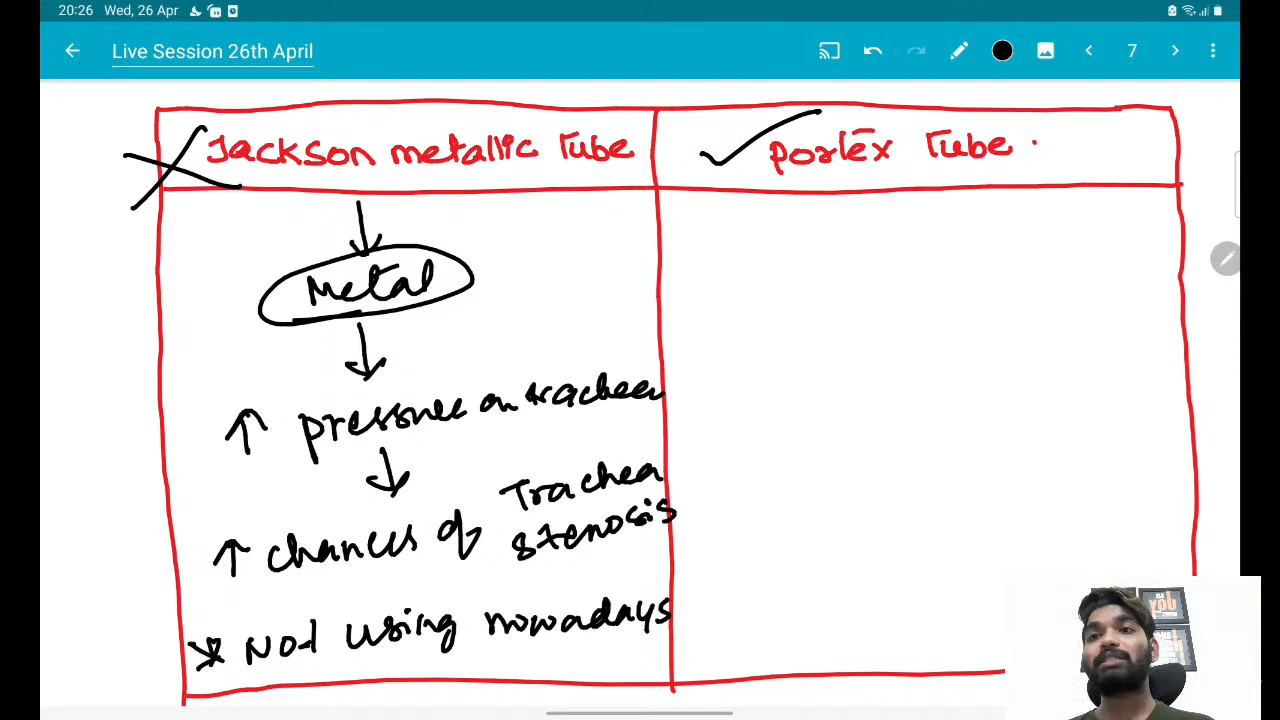 20:26 Wed, 26 Apr
Live Session 26th April
7
Jackson metallic Tube
Portex Tube
Metal
↑ pressure on trachea
↑ chances of Trachea
stenosis
* Not using nowadays